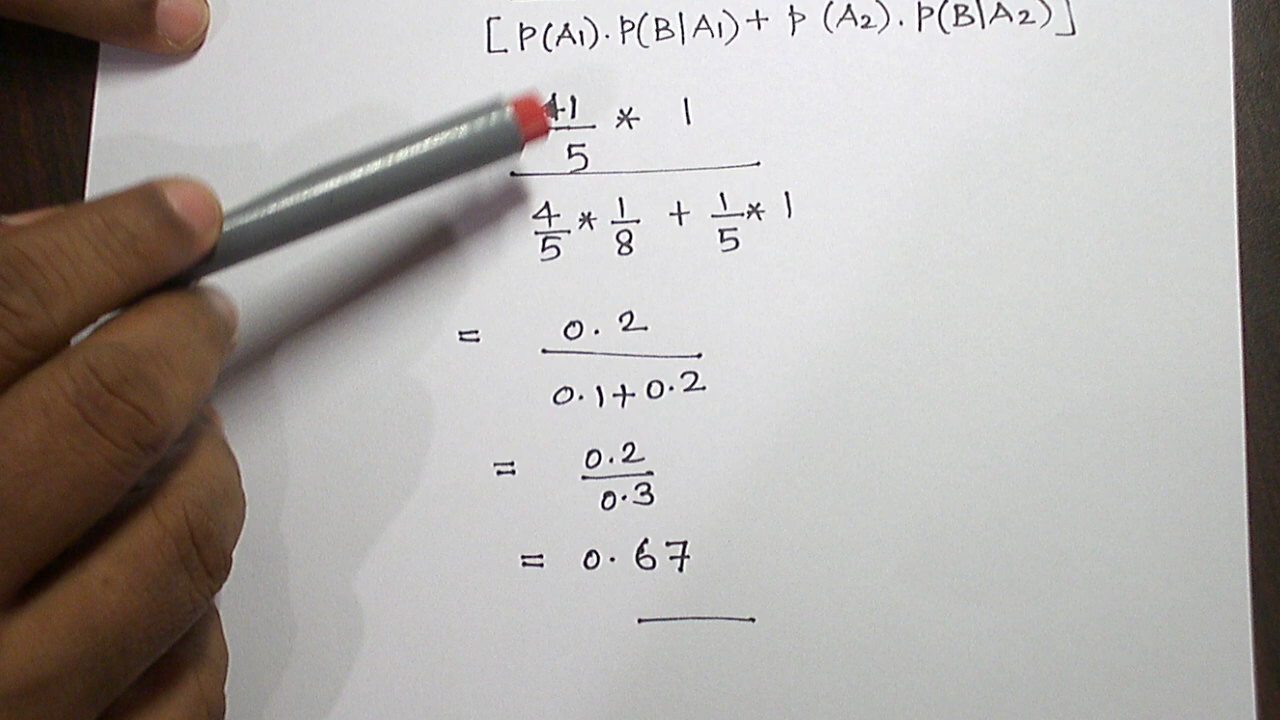 [P(A1).P(B|A1)+ P(A2).P(B|A2)]
1/5 * 1
4/5 * 1/8 + 1/5 * 1
= 0.2
0.1+0.2
= 0.2
0.3
= 0.67